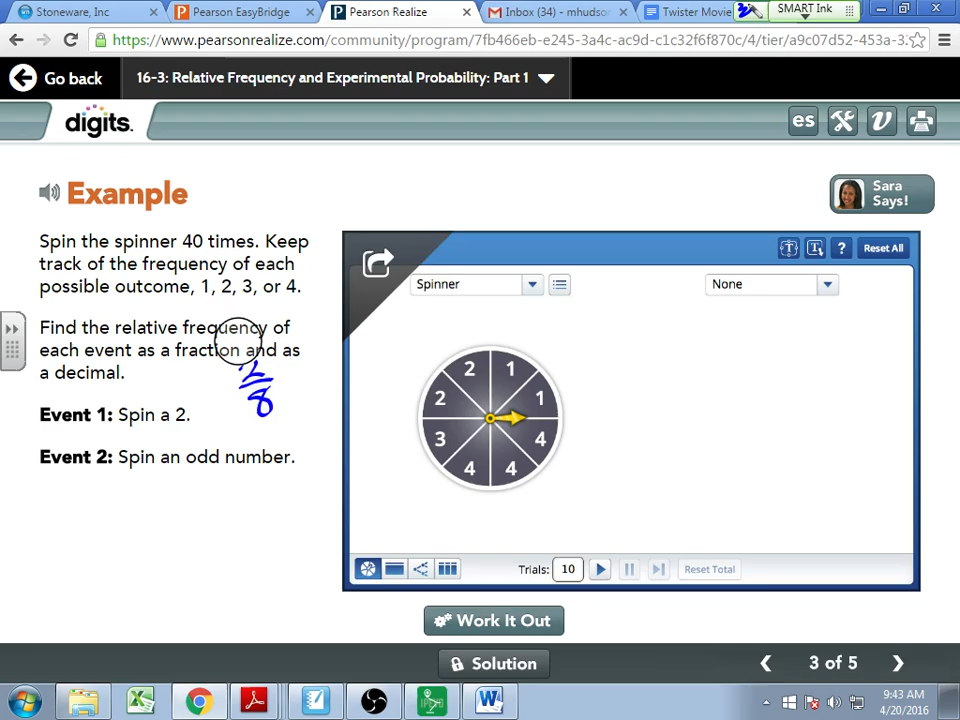 Stoneware, Inc
Pearson EasyBridge
Pearson Realize
Inbox (34) - mhudson
Twister Movie
SMART Ink
https://www.pearsonrealize.com/community/program/7fb466eb-e245-3a4c-ac9d-c1c32f6f870c/4/tier/a9c07d52-453a-32
Go back
16-3: Relative Frequency and Experimental Probability: Part 1
digits.
es
Example
Sara
Says!
Spin the spinner 40 times. Keep
track of the frequency of each
possible outcome, 1, 2, 3, or 4.
Find the relative frequency of
each event as a fraction and as
a decimal.
2
8
Event 1: Spin a 2.
Event 2: Spin an odd number.
?
Reset All
Spinner
None
2 1
2 1
3 4
4 4
Trials: 10
Reset Total
Work It Out
Solution
3 of 5
9:43 AM
4/20/2016